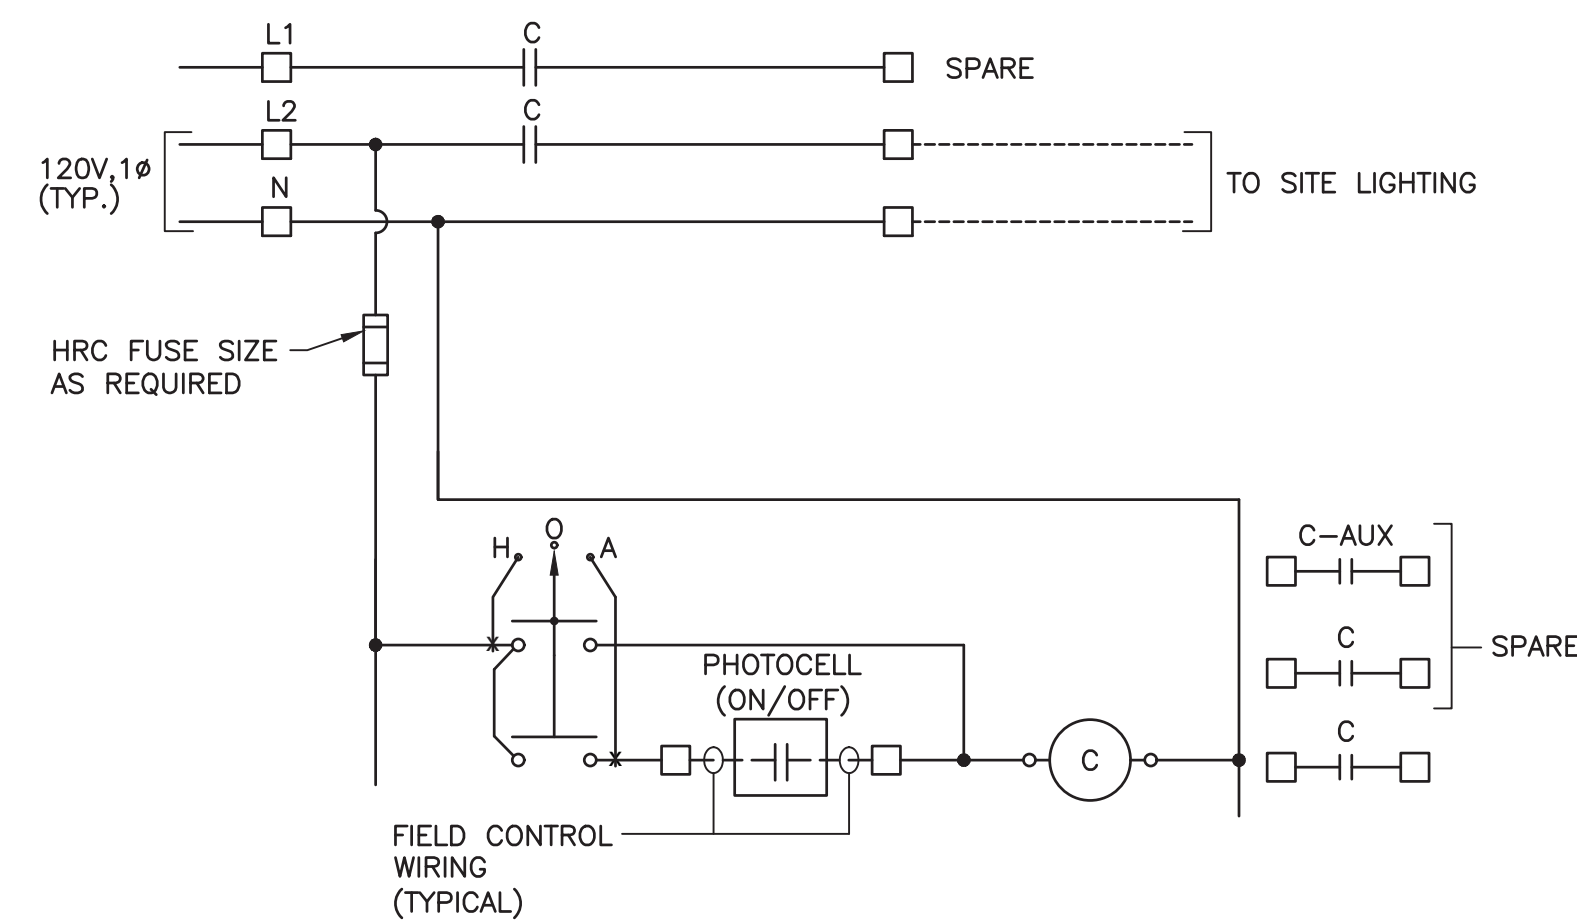 L1
C
SPARE
L2
C
120V,1ø
(TYP.)
N
TO SITE LIGHTING
HRC FUSE SIZE
AS REQUIRED
H
O
A
C-AUX
C
SPARE
PHOTOCELL
(ON/OFF)
C
C
FIELD CONTROL
WIRING
(TYPICAL)